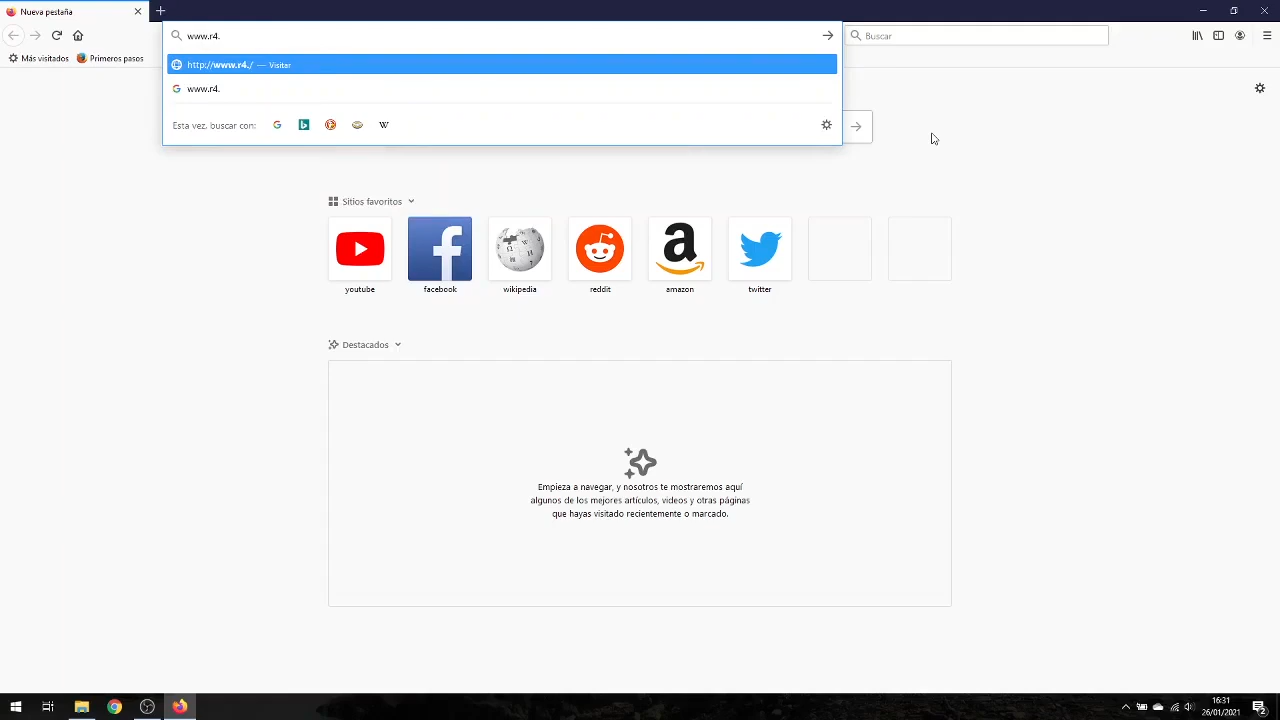 Nueva pestaña
www.r4.
Buscar
Más visitados
Primeros pasos
http://www.r4./ — Visitar
www.r4.
Esta vez, buscar con:
Sitios favoritos
youtube
facebook
wikipedia
reddit
amazon
twitter
Destacados
Empieza a navegar, y nosotros te mostraremos aquí
algunos de los mejores artículos, videos y otras páginas
que hayas visitado recientemente o marcado.
16:31
26/01/2021